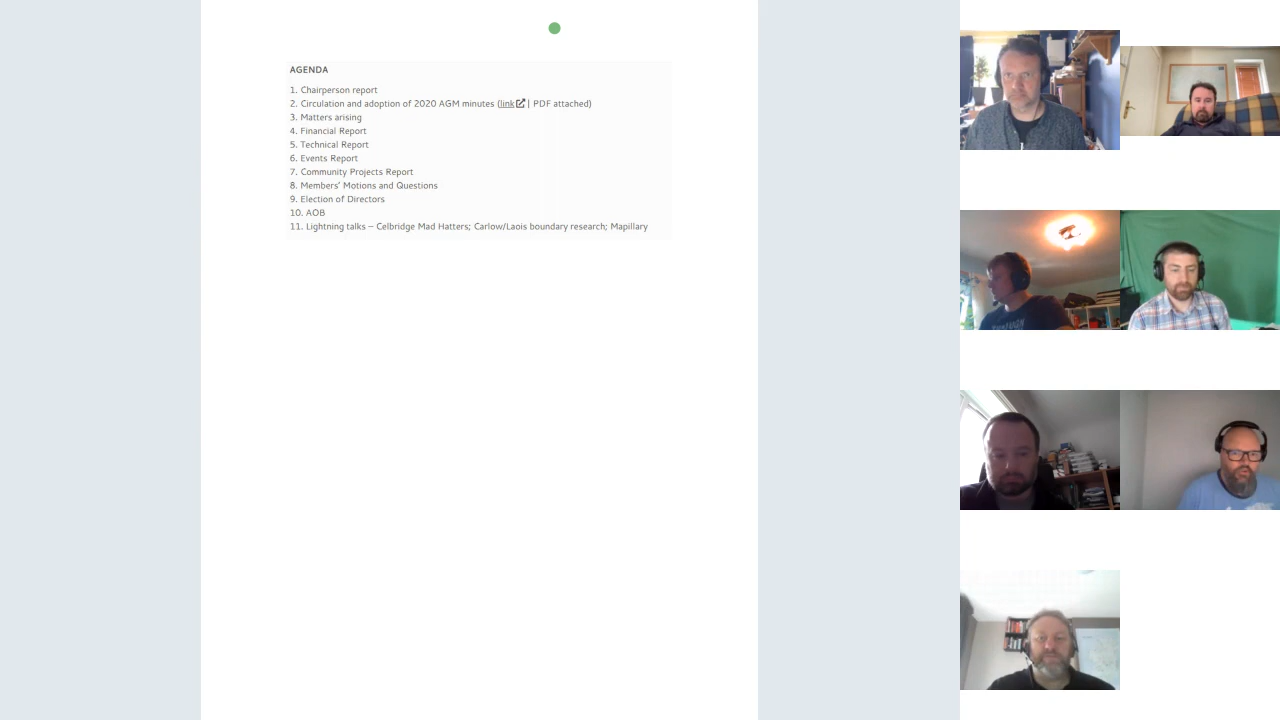 AGENDA
1. Chairperson report
2. Circulation and adoption of 2020 AGM minutes (link | PDF attached)
3. Matters arising
4. Financial Report
5. Technical Report
6. Events Report
7. Community Projects Report
8. Members' Motions and Questions
9. Election of Directors
10. AOB
11. Lightning talks – Celbridge Mad Hatters; Carlow/Laois boundary research; Mapillary